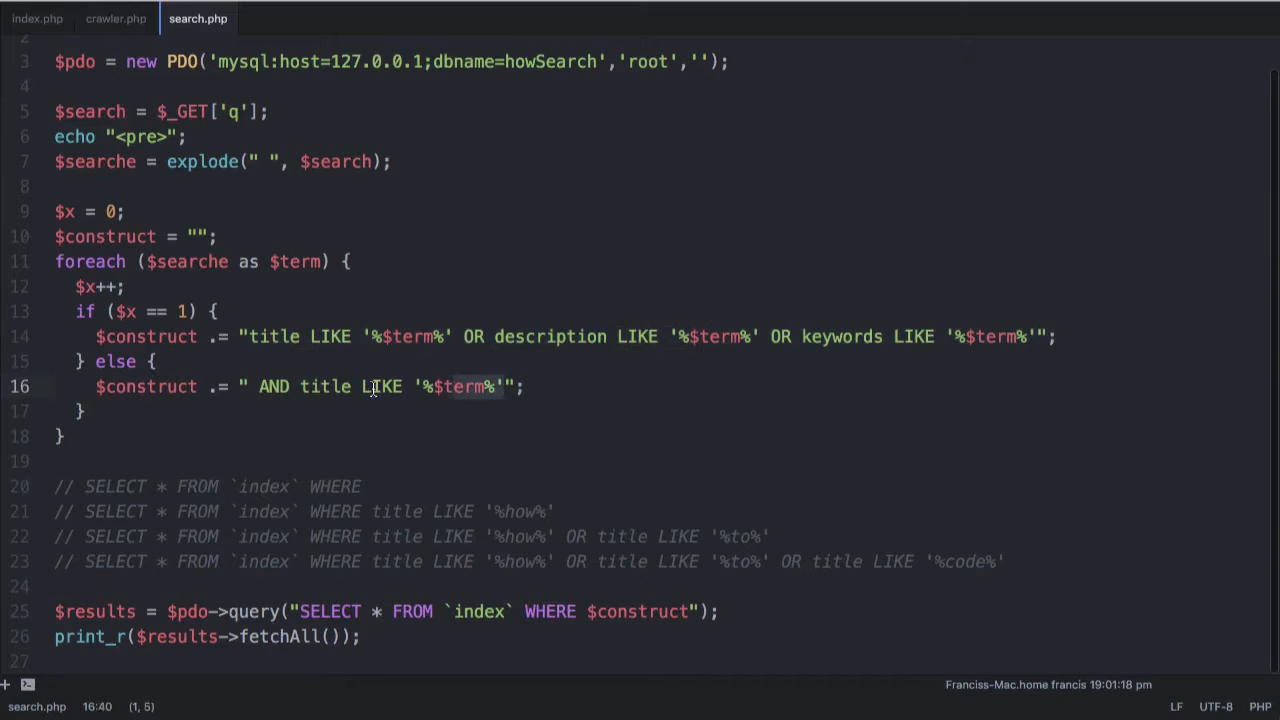 index.php crawler.php search.php
2
3 $pdo = new PDO('mysql:host=127.0.0.1;dbname=howSearch','root','');
4
5 $search = $_GET['q'];
6 echo "<pre>";
7 $searche = explode(" ", $search);
8
9 $x = 0;
10 $construct = "";
11 foreach ($searche as $term) {
12 $x++;
13 if ($x == 1) {
14 $construct .= "title LIKE '%$term%' OR description LIKE '%$term%' OR keywords LIKE '%$term%'";
15 } else {
16 $construct .= " AND title LIKE '%$term%'";
17 }
18 }
19
20 // SELECT * FROM `index` WHERE
21 // SELECT * FROM `index` WHERE title LIKE '%how%'
22 // SELECT * FROM `index` WHERE title LIKE '%how%' OR title LIKE '%to%'
23 // SELECT * FROM `index` WHERE title LIKE '%how%' OR title LIKE '%to%' OR title LIKE '%code%'
24
25 $results = $pdo->query("SELECT * FROM `index` WHERE $construct");
26 print_r($results->fetchAll());
27
+ Franciss-Mac.home francis 19:01:18 pm
search.php 16:40 (1, 5) LF UTF-8 PHP